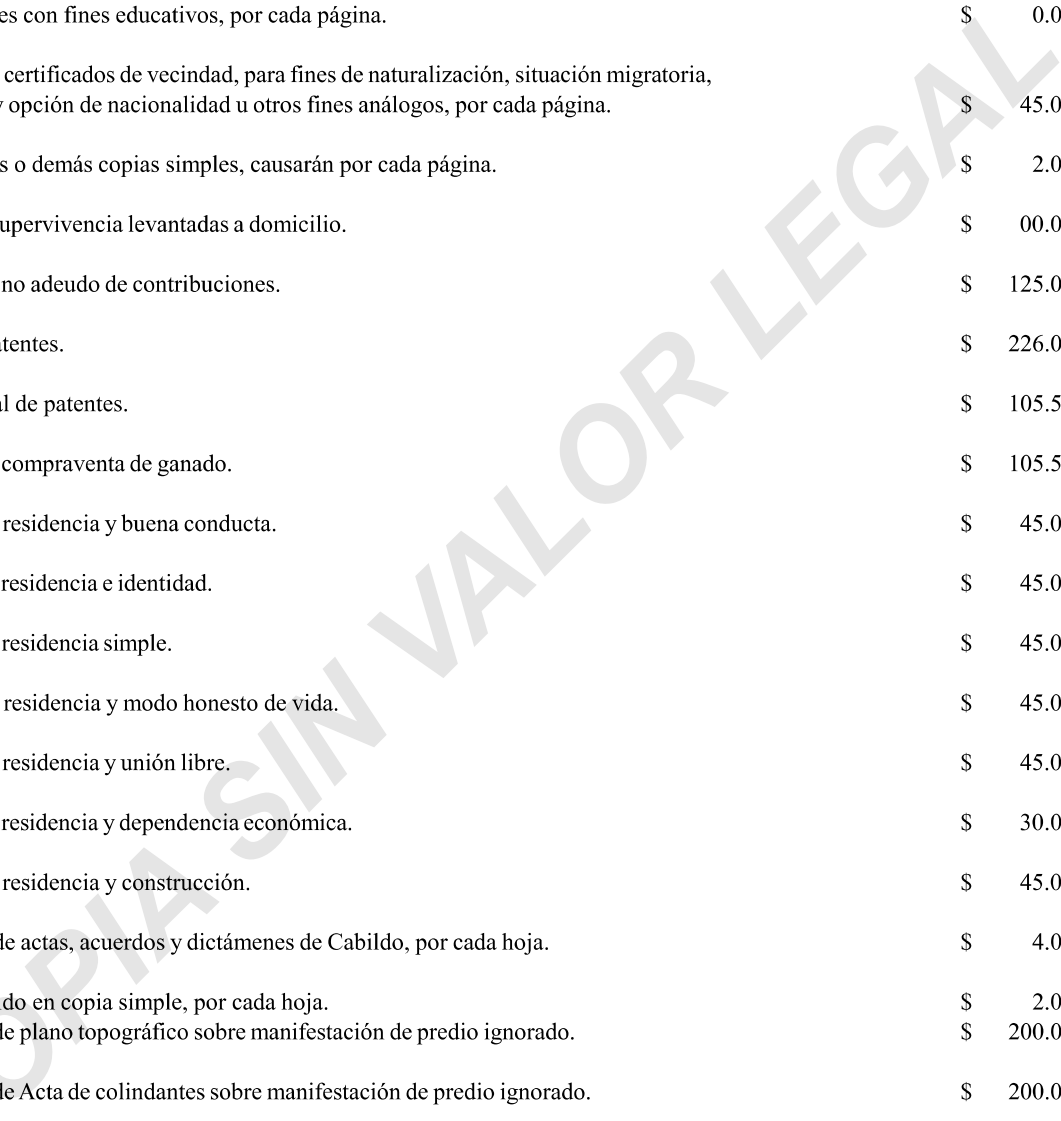 es con fines educativos, por cada página. $ 0.0
certificados de vecindad, para fines de naturalización, situación migratoria,
y opción de nacionalidad u otros fines análogos, por cada página. $ 45.0
s o demás copias simples, causarán por cada página. $ 2.0
upervivencia levantadas a domicilio. $ 00.0
no adeudo de contribuciones. $ 125.0
atentes. $ 226.0
al de patentes. $ 105.5
compraventa de ganado. $ 105.5
residencia y buena conducta. $ 45.0
residencia e identidad. $ 45.0
residencia simple. $ 45.0
residencia y modo honesto de vida. $ 45.0
residencia y unión libre. $ 45.0
residencia y dependencia económica. $ 30.0
residencia y construcción. $ 45.0
de actas, acuerdos y dictámenes de Cabildo, por cada hoja. $ 4.0
ido en copia simple, por cada hoja. $ 2.0
de plano topográfico sobre manifestación de predio ignorado. $ 200.0
de Acta de colindantes sobre manifestación de predio ignorado. $ 200.0
OPIA SIN VALOR LEGAL